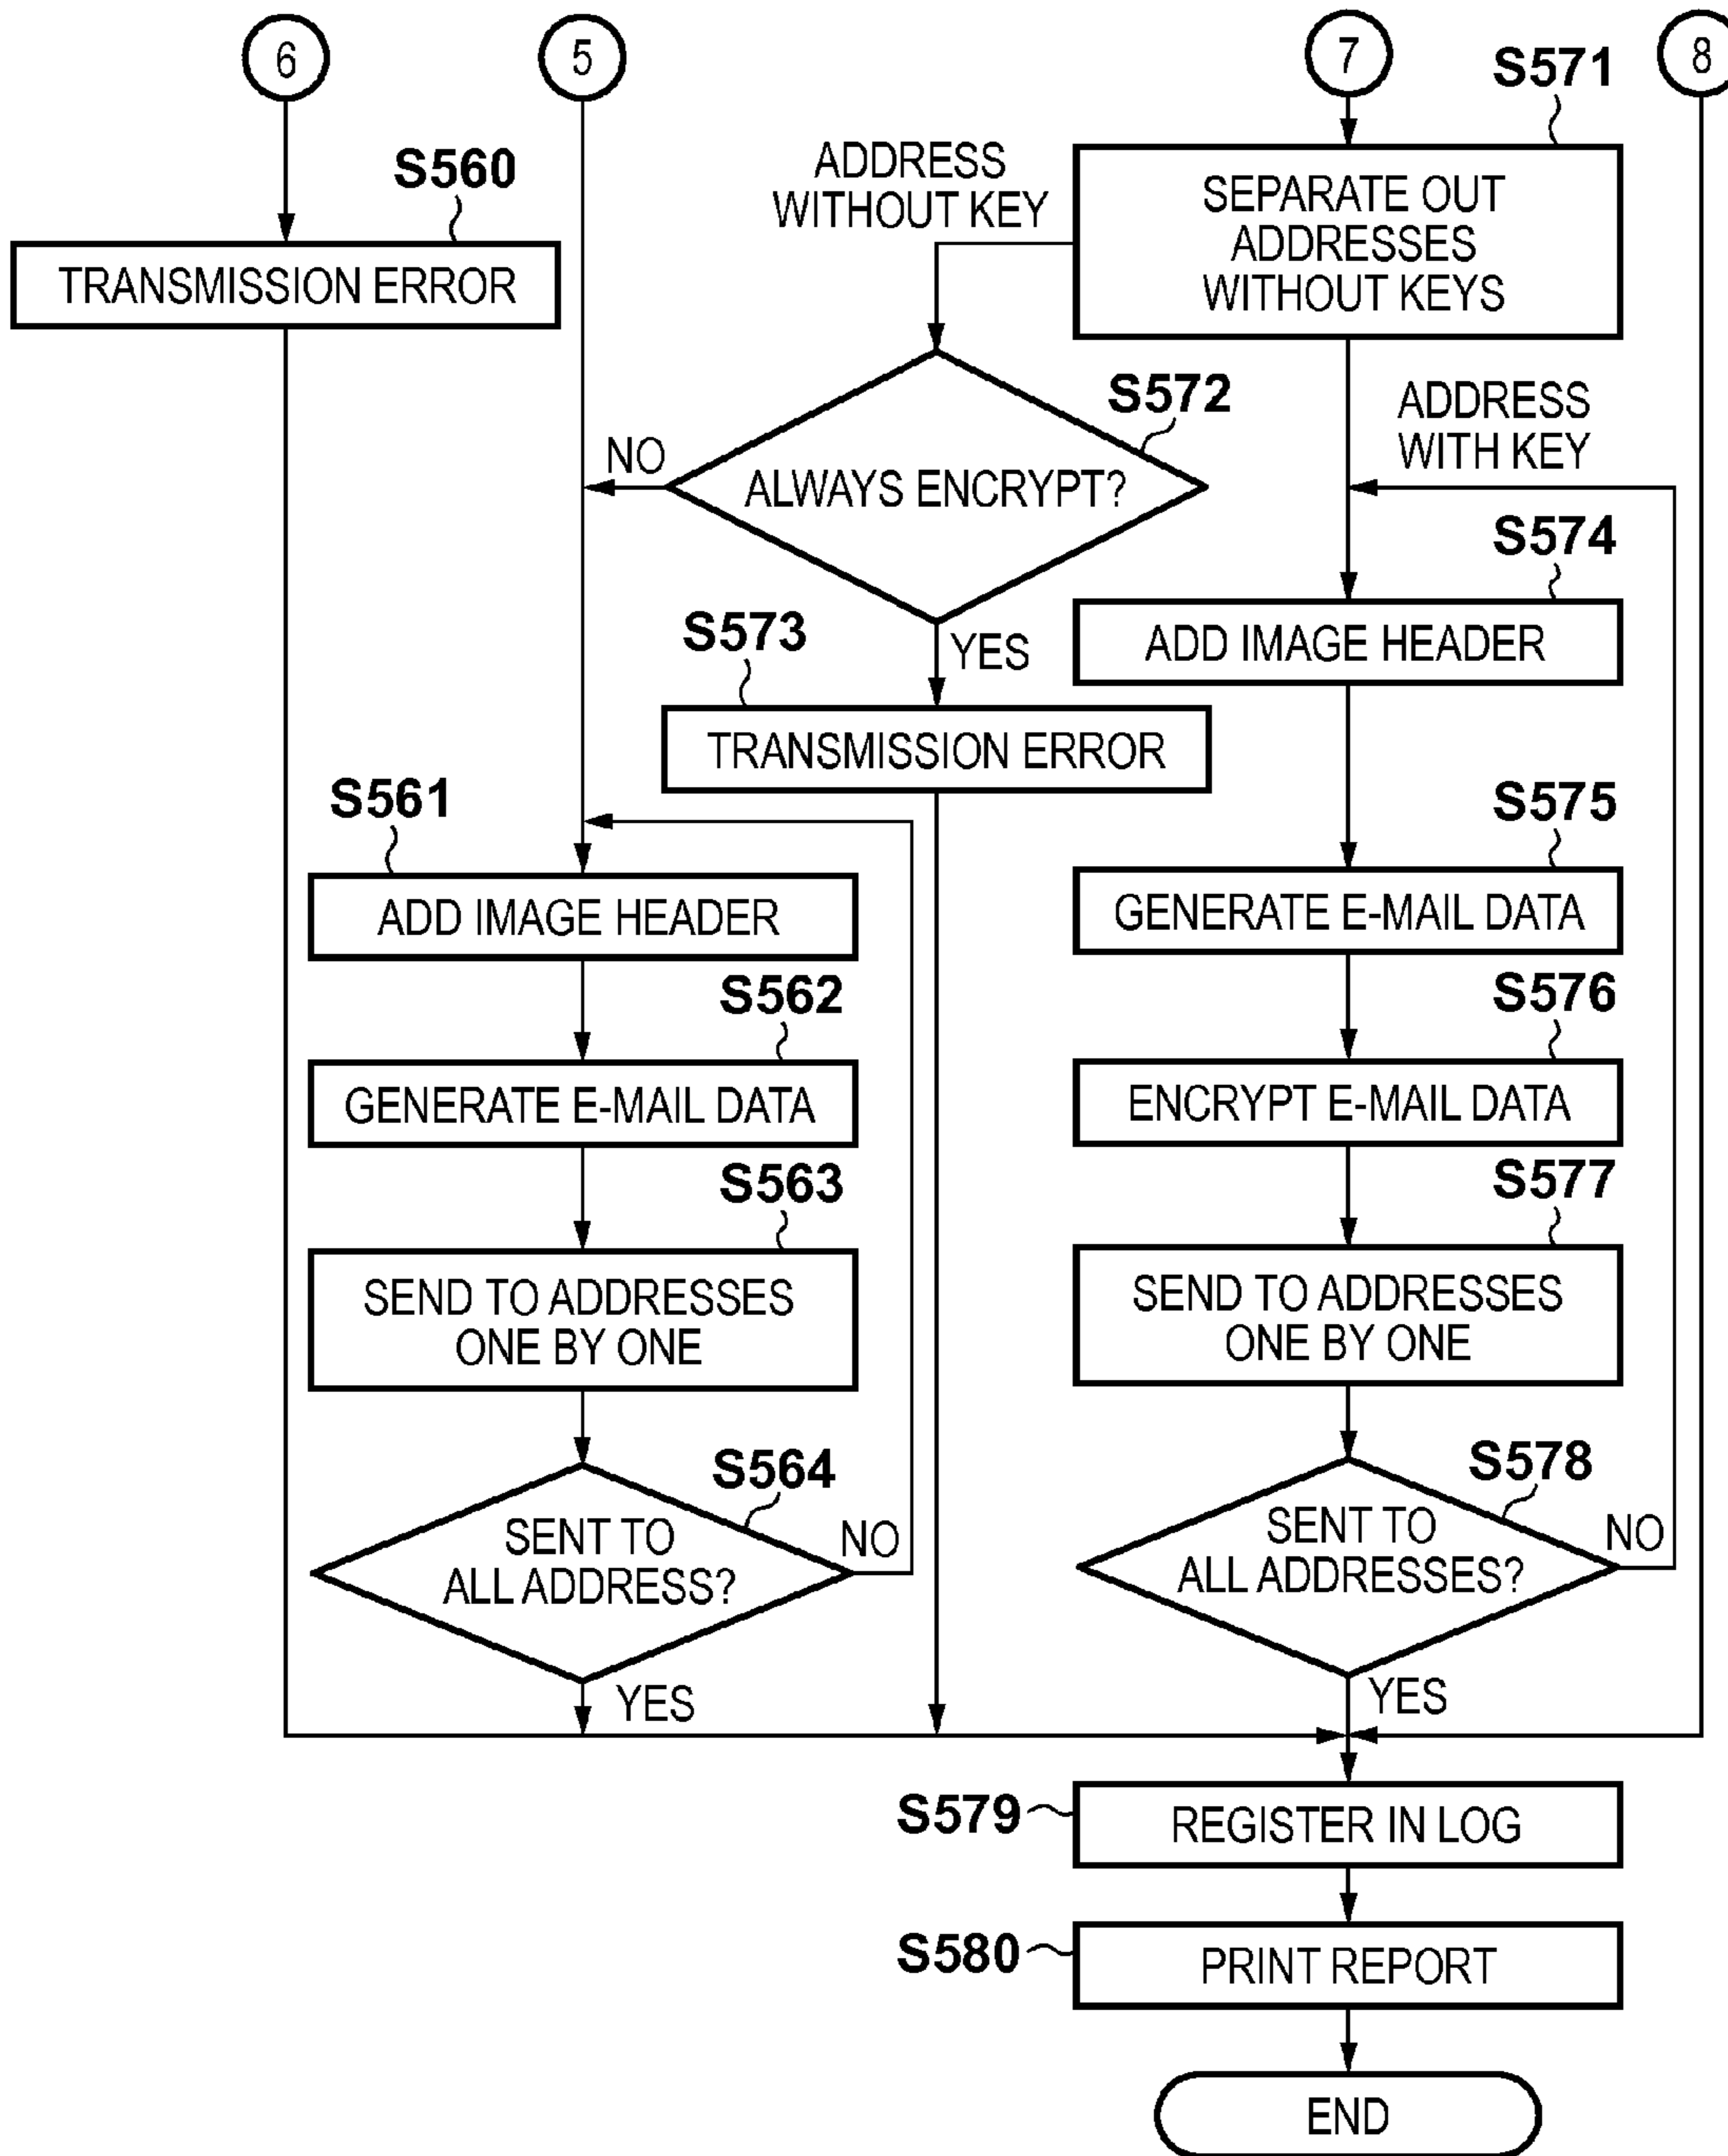 6
5
7
8
S571
ADDRESS
WITHOUT KEY
SEPARATE OUT
ADDRESSES
WITHOUT KEYS
S560
TRANSMISSION ERROR
S572
ADDRESS
WITH KEY
NO
ALWAYS ENCRYPT?
S574
S573
YES
ADD IMAGE HEADER
TRANSMISSION ERROR
S561
S575
ADD IMAGE HEADER
GENERATE E-MAIL DATA
S562
S576
GENERATE E-MAIL DATA
ENCRYPT E-MAIL DATA
S563
S577
SEND TO ADDRESSES
ONE BY ONE
SEND TO ADDRESSES
ONE BY ONE
S564
S578
SENT TO
ALL ADDRESS?
NO
SENT TO
ALL ADDRESSES?
NO
YES
YES
S579
REGISTER IN LOG
S580
PRINT REPORT
END